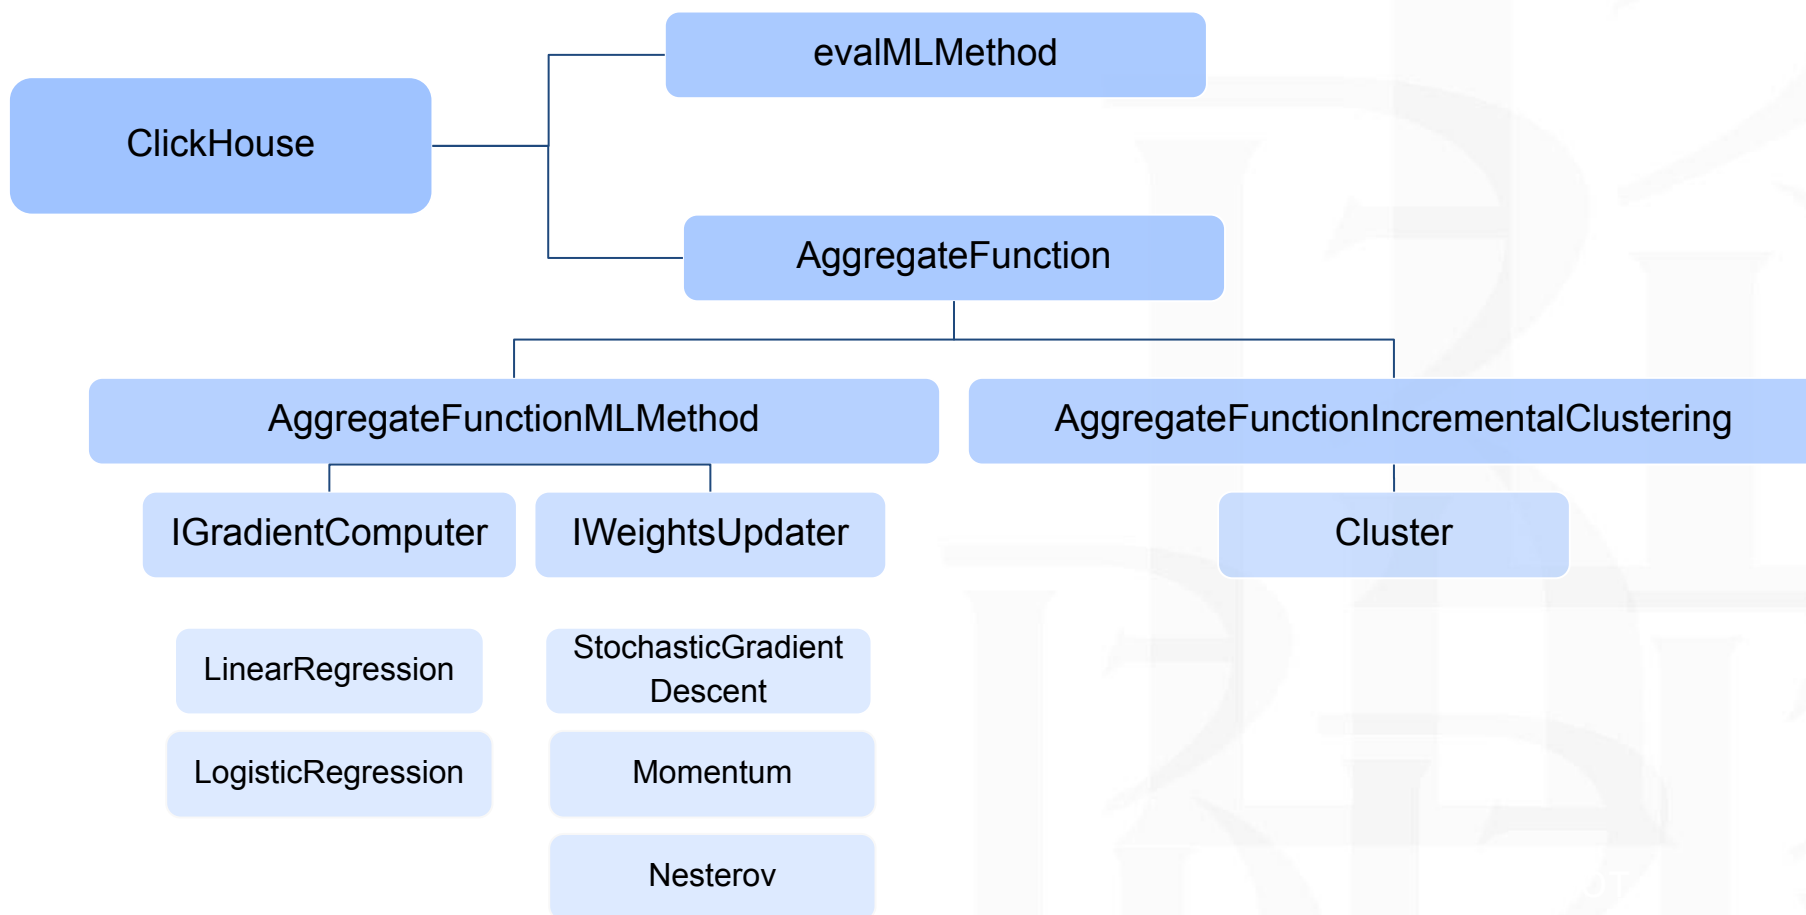 evalMLMethod
ClickHouse
AggregateFunction
AggregateFunctionMLMethod
AggregateFunctionIncrementalClustering
IGradientComputer
IWeightsUpdater
Cluster
LinearRegression
StochasticGradient
Descent
LogisticRegression
Momentum
Nesterov